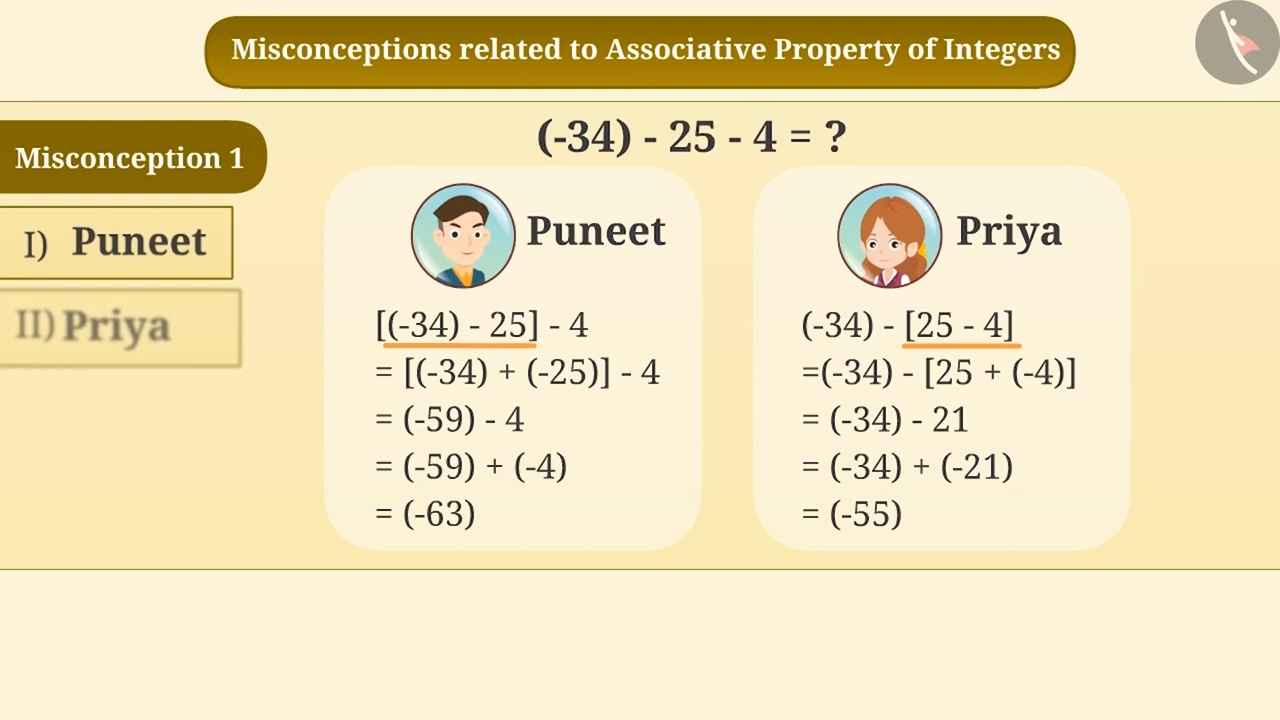 Misconceptions related to Associative Property of Integers
Misconception 1
I) Puneet
II) Priya
(-34) - 25 - 4 = ?
Puneet
[(-34) - 25] - 4
= [(-34) + (-25)] - 4
= (-59) - 4
= (-59) + (-4)
= (-63)
Priya
(-34) - [25 - 4]
=(-34) - [25 + (-4)]
= (-34) - 21
= (-34) + (-21)
= (-55)